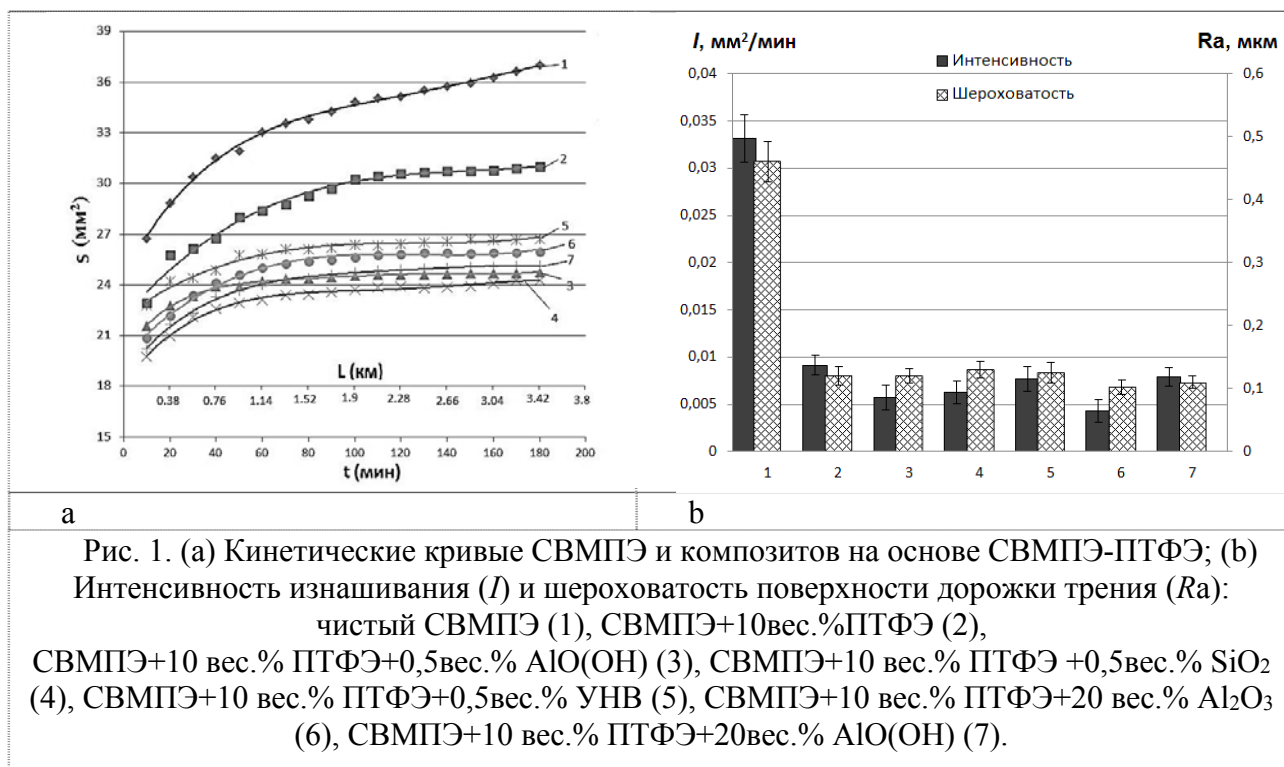 39
36
33
30
27
24
21
18
15
S (мм²)
1
2
5
6
7
3
4
L (км)
0.38 0.76 1.14 1.52 1.9 2.28 2.66 3.04 3.42 3.8
0 20 40 60 80 100 120 140 160 180 200
t (мин)
I, мм²/мин
Ra, мкм
Интенсивность
Шероховатость
0,04
0,035
0,03
0,025
0,02
0,015
0,01
0,005
0
0,6
0,5
0,4
0,3
0,2
0,1
0
1 2 3 4 5 6 7
a
b
Рис. 1. (a) Кинетические кривые СВМПЭ и композитов на основе СВМПЭ-ПТФЭ; (b)
Интенсивность изнашивания (I) и шероховатость поверхности дорожки трения (Ra):
чистый СВМПЭ (1), СВМПЭ+10вес.%ПТФЭ (2),
СВМПЭ+10 вес.% ПТФЭ+0,5вес.% AlO(OH) (3), СВМПЭ+10 вес.% ПТФЭ +0,5вес.% SiO₂
(4), СВМПЭ+10 вес.% ПТФЭ+0,5вес.% УНВ (5), СВМПЭ+10 вес.% ПТФЭ+20 вес.% Al₂O₃
(6), СВМПЭ+10 вес.% ПТФЭ+20вес.% AlO(OH) (7).